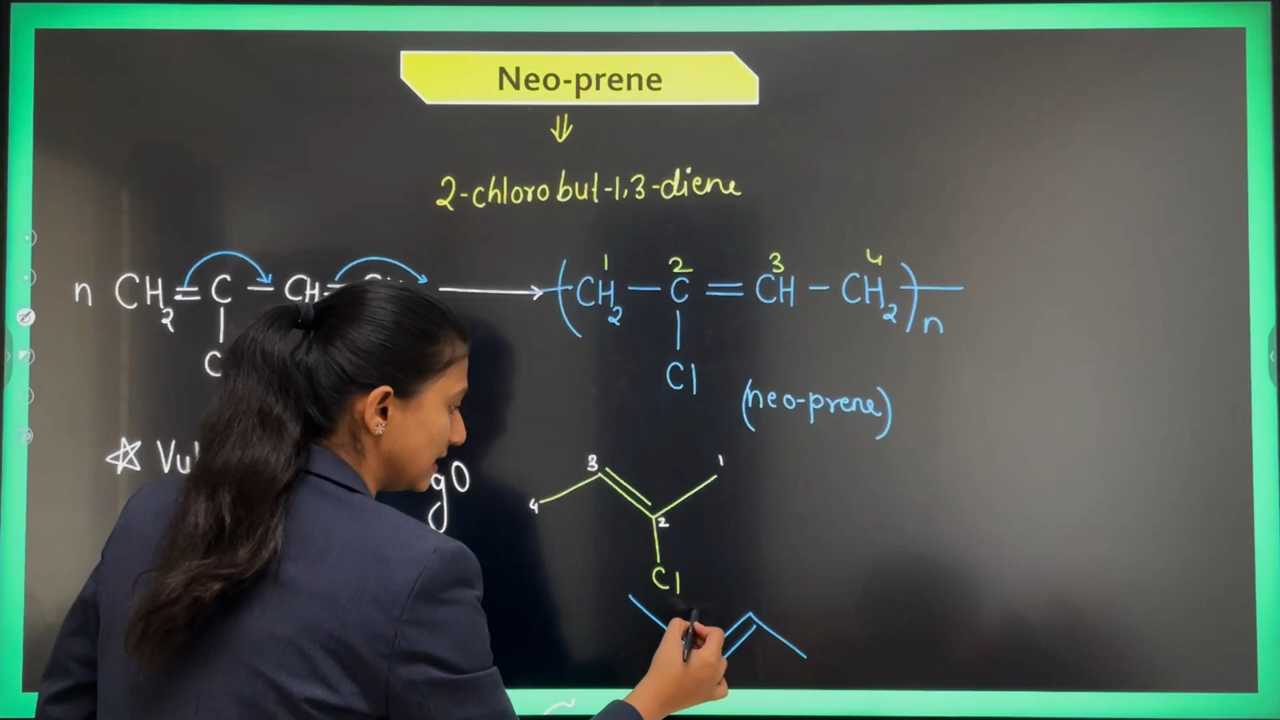 Neo-prene
⇓
2-chlorobut-1,3-diene
n CH2=C-CH= ⟶ (CH2-C=CH-CH2)n
1 2 3 4
Cl
(neo-prene)
☆ gO
3 1
4 2
Cl